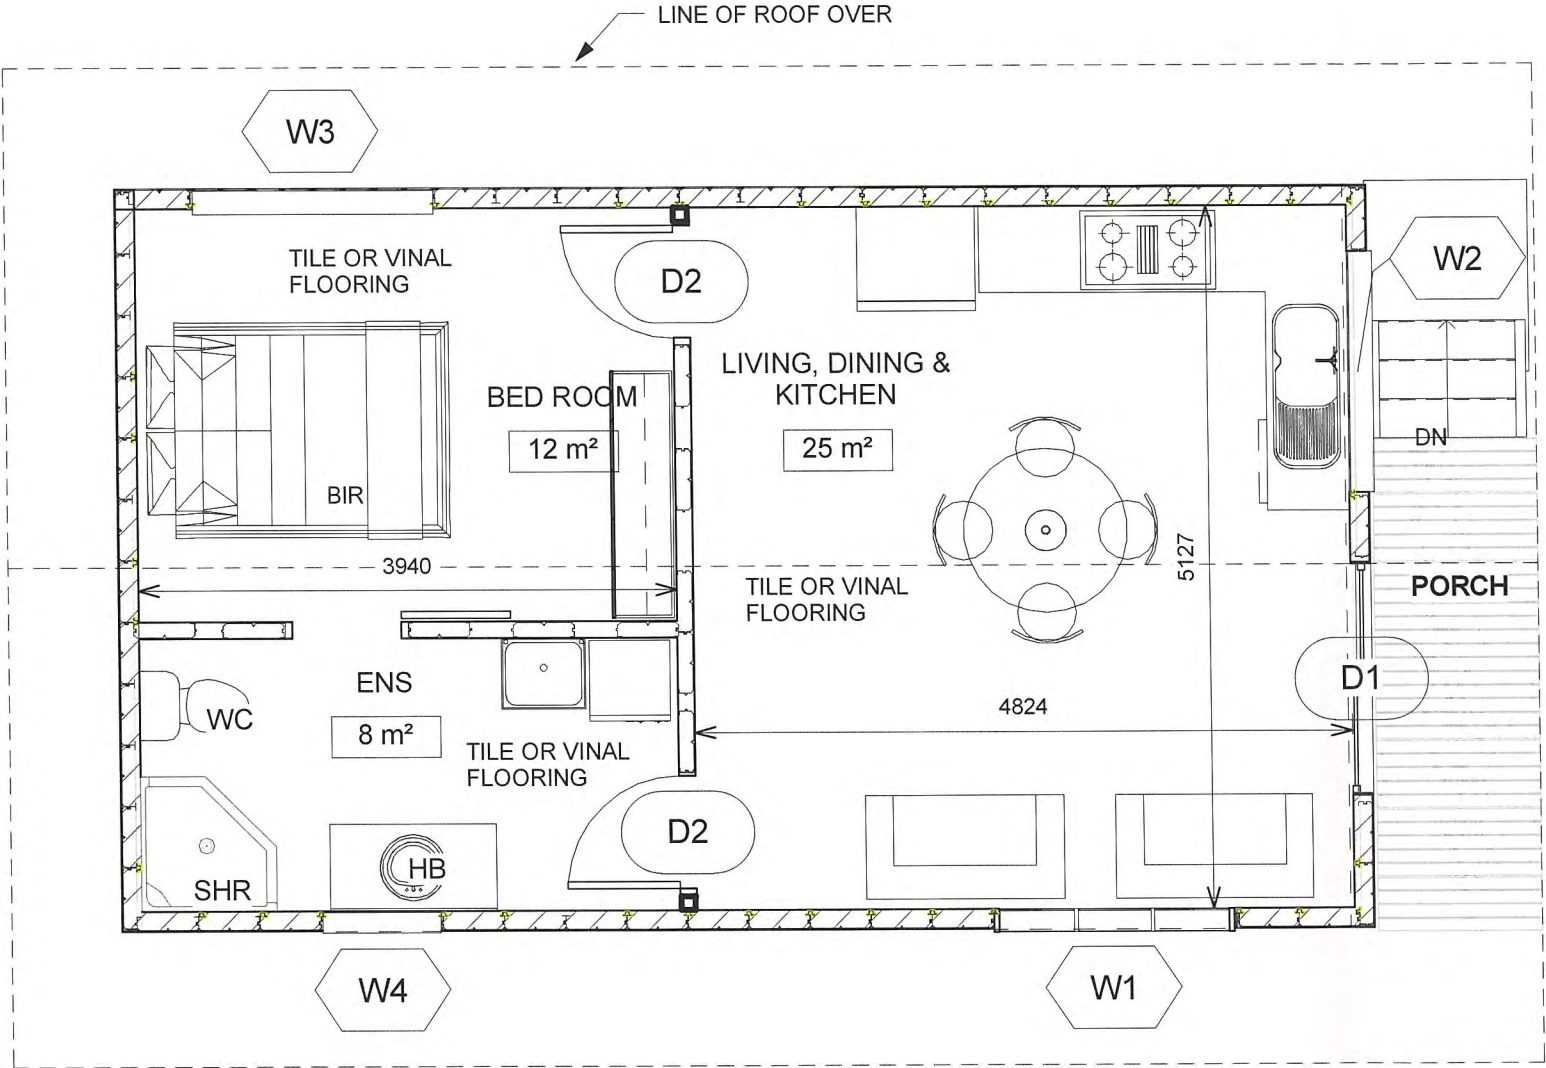 LINE OF ROOF OVER
W3
TILE OR VINAL
FLOORING
D2
W2
LIVING, DINING &
KITCHEN
25 m²
BED ROOM
12 m²
BIR
DN
3940
5127
TILE OR VINAL
FLOORING
PORCH
ENS
8 m²
WC
TILE OR VINAL
FLOORING
4824
D1
D2
HB
SHR
W4
W1